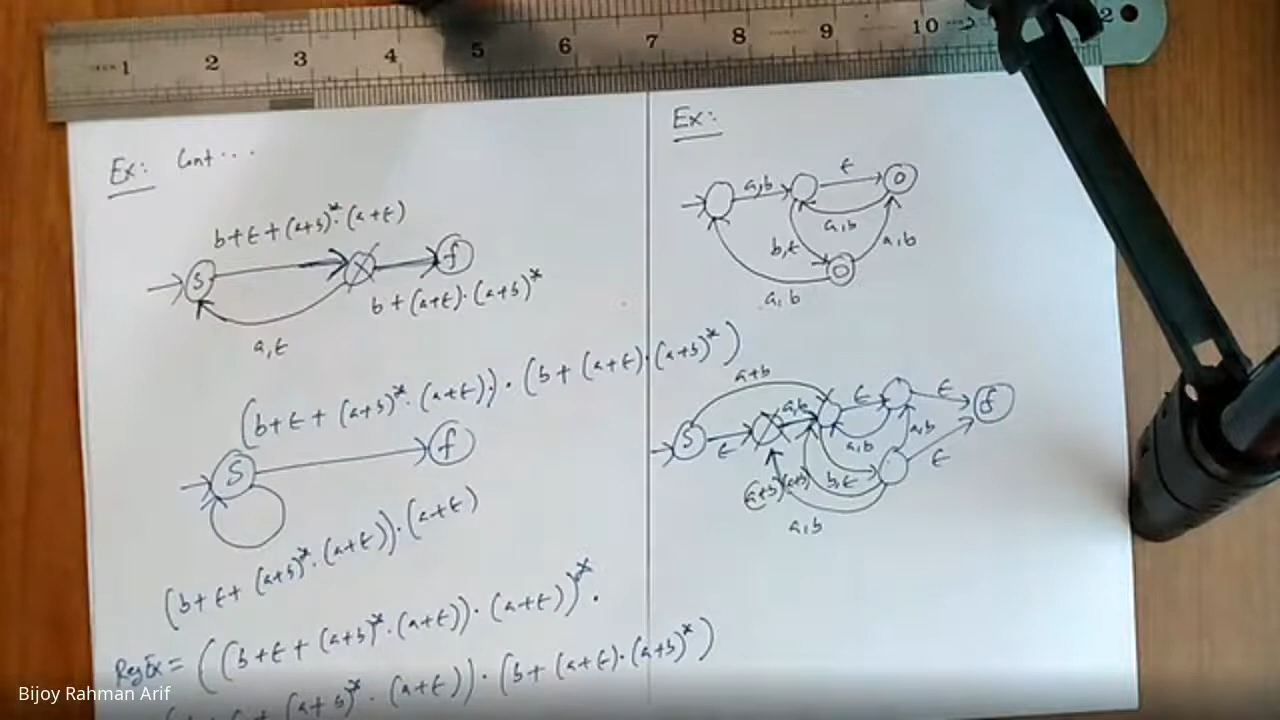 1 2 3 4 5 6 7 8 9 10
Ex: Cont...
b+ε+(a+b)*·(a+ε)
S
f
b+(a+ε)·(a+b)*
a,ε
(b+ε+(a+b)*·(a+ε))·(b+(a+ε)·(a+b)*)
S
f
(b+ε+(a+b)*·(a+ε))·(a+ε)
RegEx = ((b+ε+(a+b)*·(a+ε))·(a+ε))*·
(a+b)*·(a+ε))·(b+(a+ε)·(a+b)*)
Ex:
a,b
ε
a,b
b,ε
a,b
a,b
a+b
S
ε
a,b
ε
ε
f
a,b
a,b
(a+b)(a+b)
b,ε
ε
a,b
Bijoy Rahman Arif